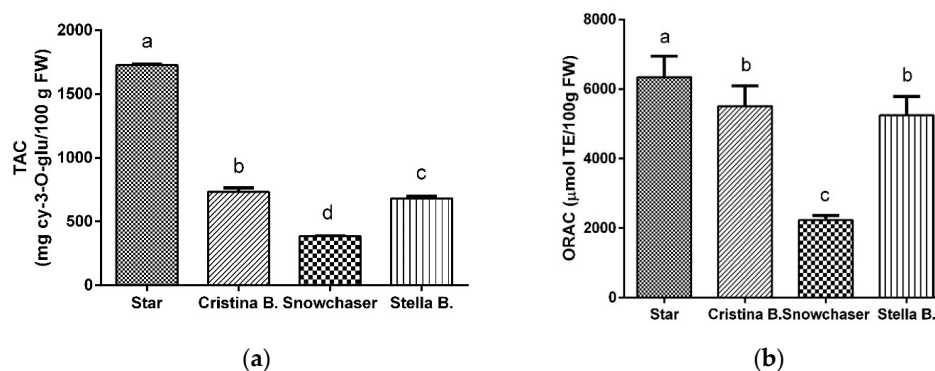 TAC
(mg cy-3-O-glu/100 g FW)
2000
1500
1000
500
0
a
b
d
c
Star
Cristina B.
Snowchaser
Stella B.
(a)
ORAC (µmol TE/100g FW)
8000
6000
4000
2000
0
a
b
c
b
Star
Cristina B.
Snowchaser
Stella B.
(b)